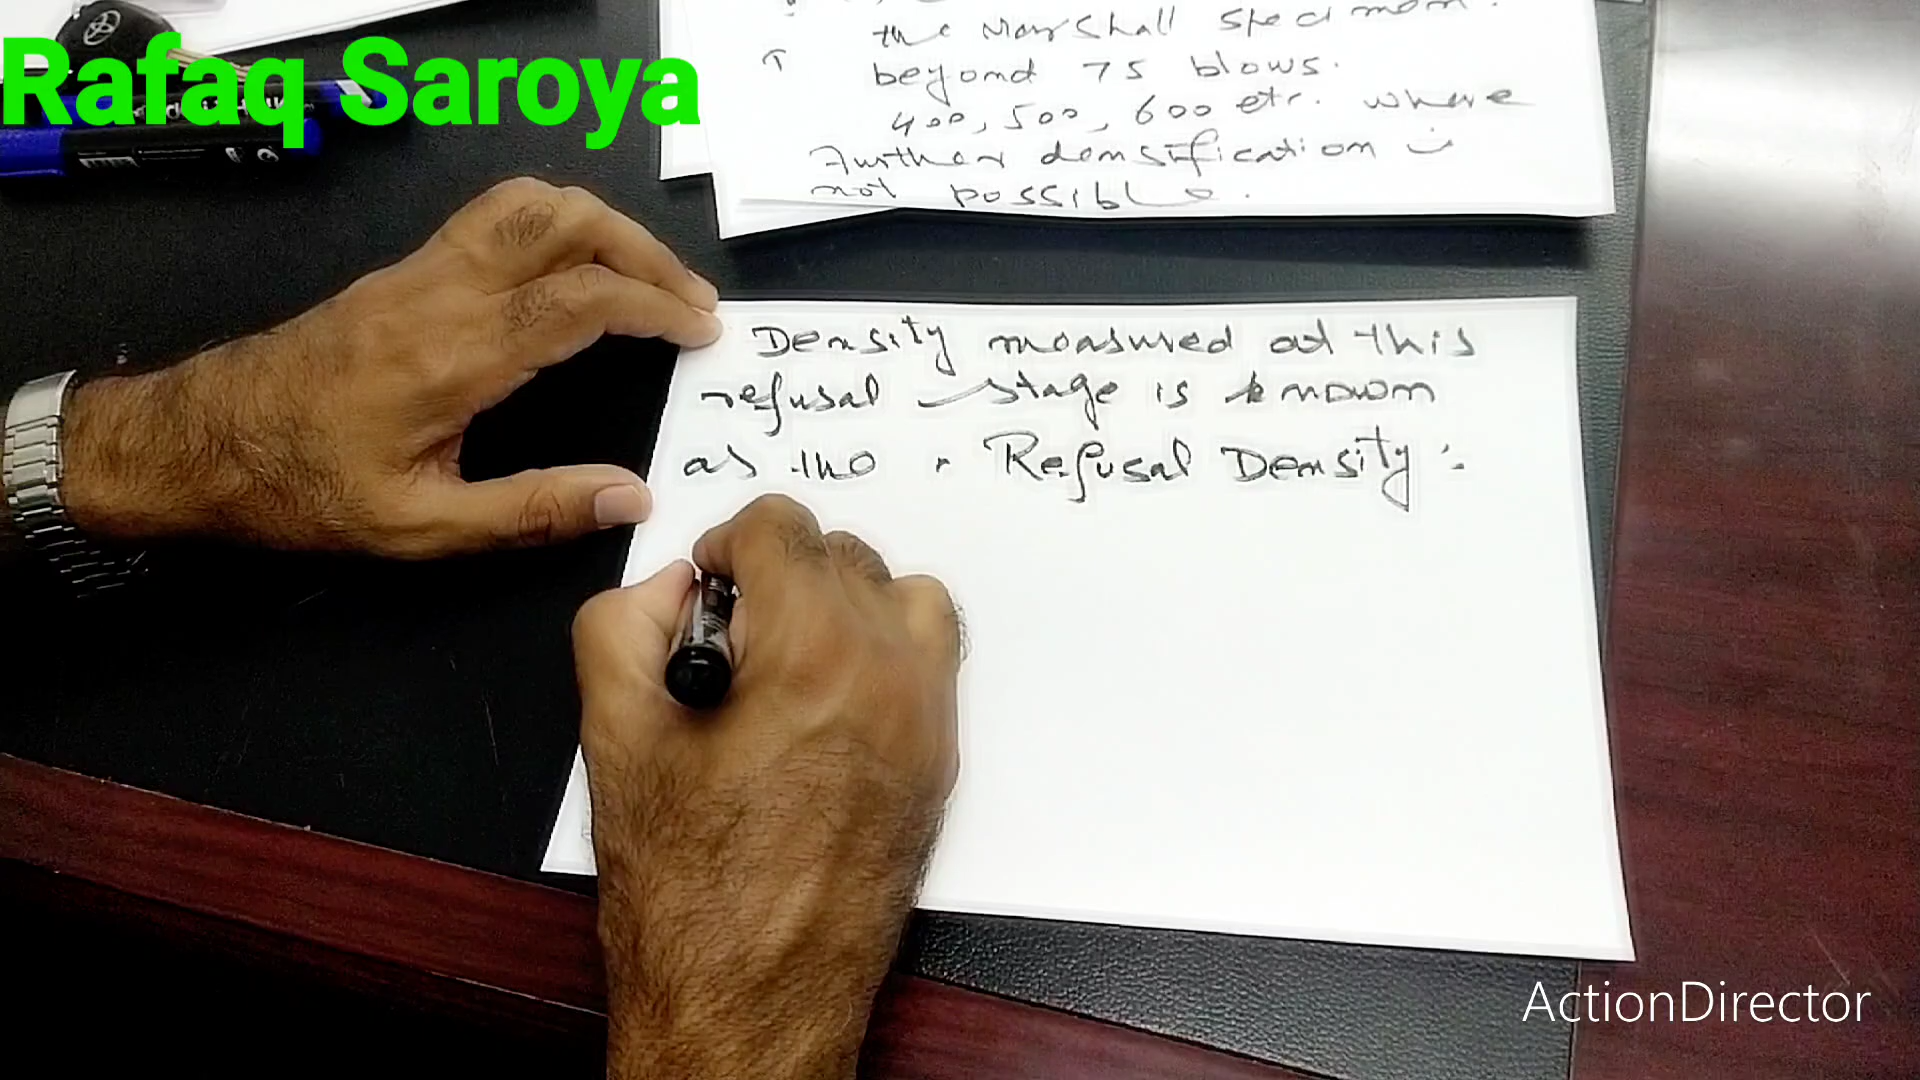 Rafaq Saroya
the Marshall specimen.
beyond 75 blows.
400, 500, 600 etc. where
Further densification is
not possible.
Density measured at this
refusal stage is known
as the "Refusal Density".
ActionDirector